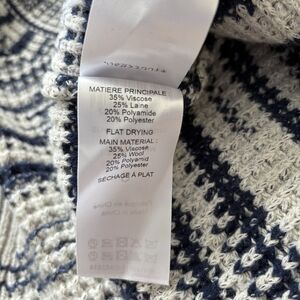 MATIERE PRINCIPALE
35% Viscose
25% Laine
20% Polyamide
20% Polyester
FLAT DRYING
MAIN MATERIAL :
35% Viscose
25% Wool
20% Polyamid
20% Polyester
SECHAGE A PLAT